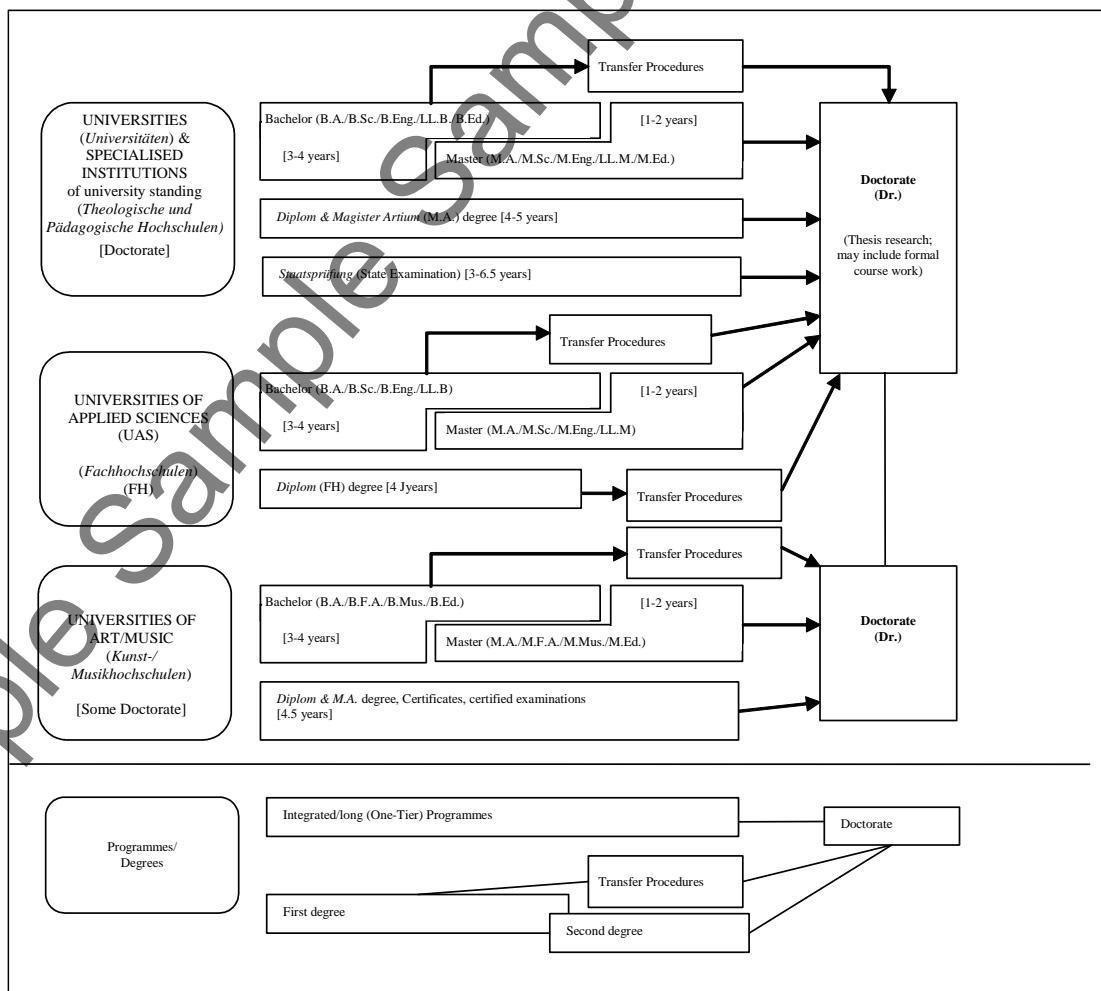 Transfer Procedures
UNIVERSITIES
(Universitäten) &
SPECIALISED
INSTITUTIONS
of university standing
(Theologische und
Pädagogische Hochschulen)
[Doctorate]
Bachelor (B.A./B.Sc./B.Eng./LL.B./B.Ed.)
[3-4 years]
[1-2 years]
Master (M.A./M.Sc./M.Eng./LL.M./M.Ed.)
Diplom & Magister Artium (M.A.) degree [4-5 years]
Staatsprüfung (State Examination) [3-6.5 years]
Doctorate
(Dr.)
(Thesis research;
may include formal
course work)
Transfer Procedures
UNIVERSITIES OF
APPLIED SCIENCES
(UAS)
(Fachhochschulen)
(FH)
Bachelor (B.A./B.Sc./B.Eng./LL.B)
[3-4 years]
[1-2 years]
Master (M.A./M.Sc./M.Eng./LL.M)
Diplom (FH) degree [4 Jyears]
Transfer Procedures
Transfer Procedures
UNIVERSITIES OF
ART/MUSIC
(Kunst-/
Musikhochschulen)
[Some Doctorate]
Bachelor (B.A./B.F.A./B.Mus./B.Ed.)
[3-4 years]
[1-2 years]
Master (M.A./M.F.A./M.Mus./M.Ed.)
Diplom & M.A. degree, Certificates, certified examinations
[4.5 years]
Doctorate
(Dr.)
Programmes/
Degrees
Integrated/long (One-Tier) Programmes
Doctorate
Transfer Procedures
First degree
Second degree
ple Sample Sample Sam